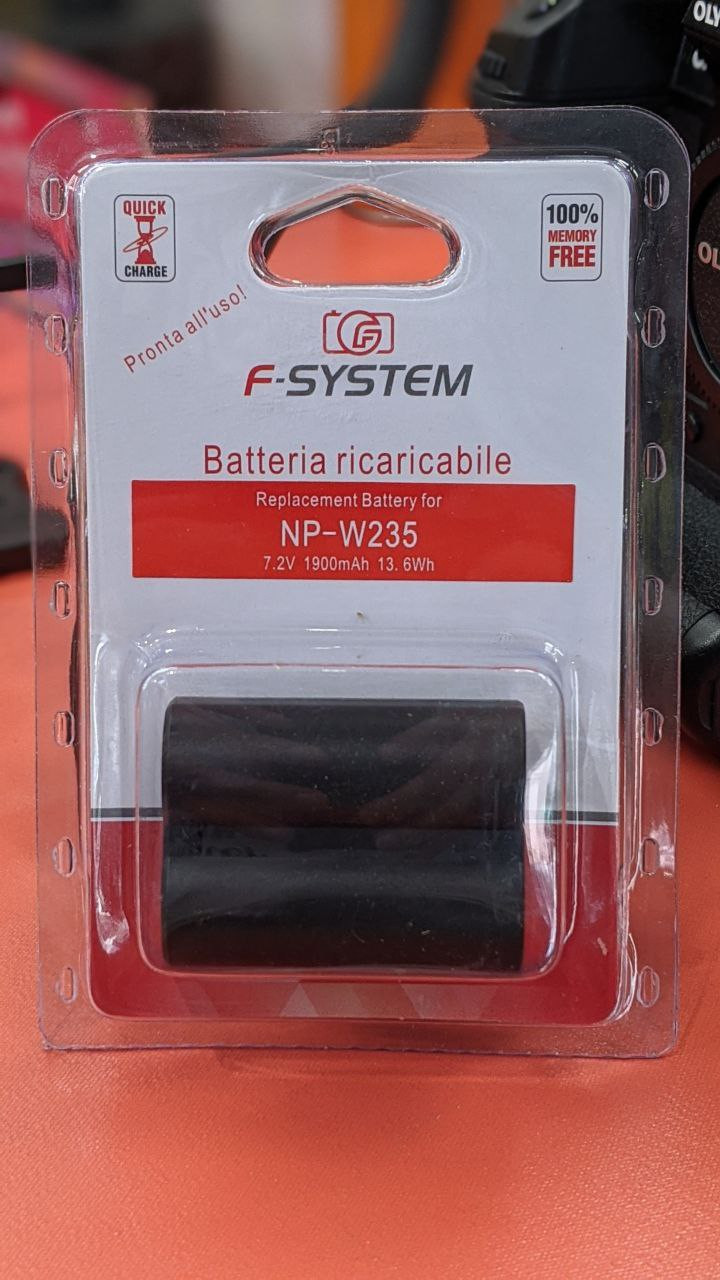 QUICK
CHARGE
100%
MEMORY
FREE
Pronta all'uso!
F
F-SYSTEM
Batteria ricaricabile
Replacement Battery for
NP-W235
7.2V 1900mAh 13.6Wh